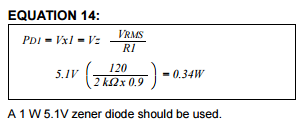 EQUATION 14:
PD1 = Vx1 = Vz VRMS
R1
5.1V ( 120
2 kΩx 0.9 ) = 0.34W
A 1 W 5.1V zener diode should be used.